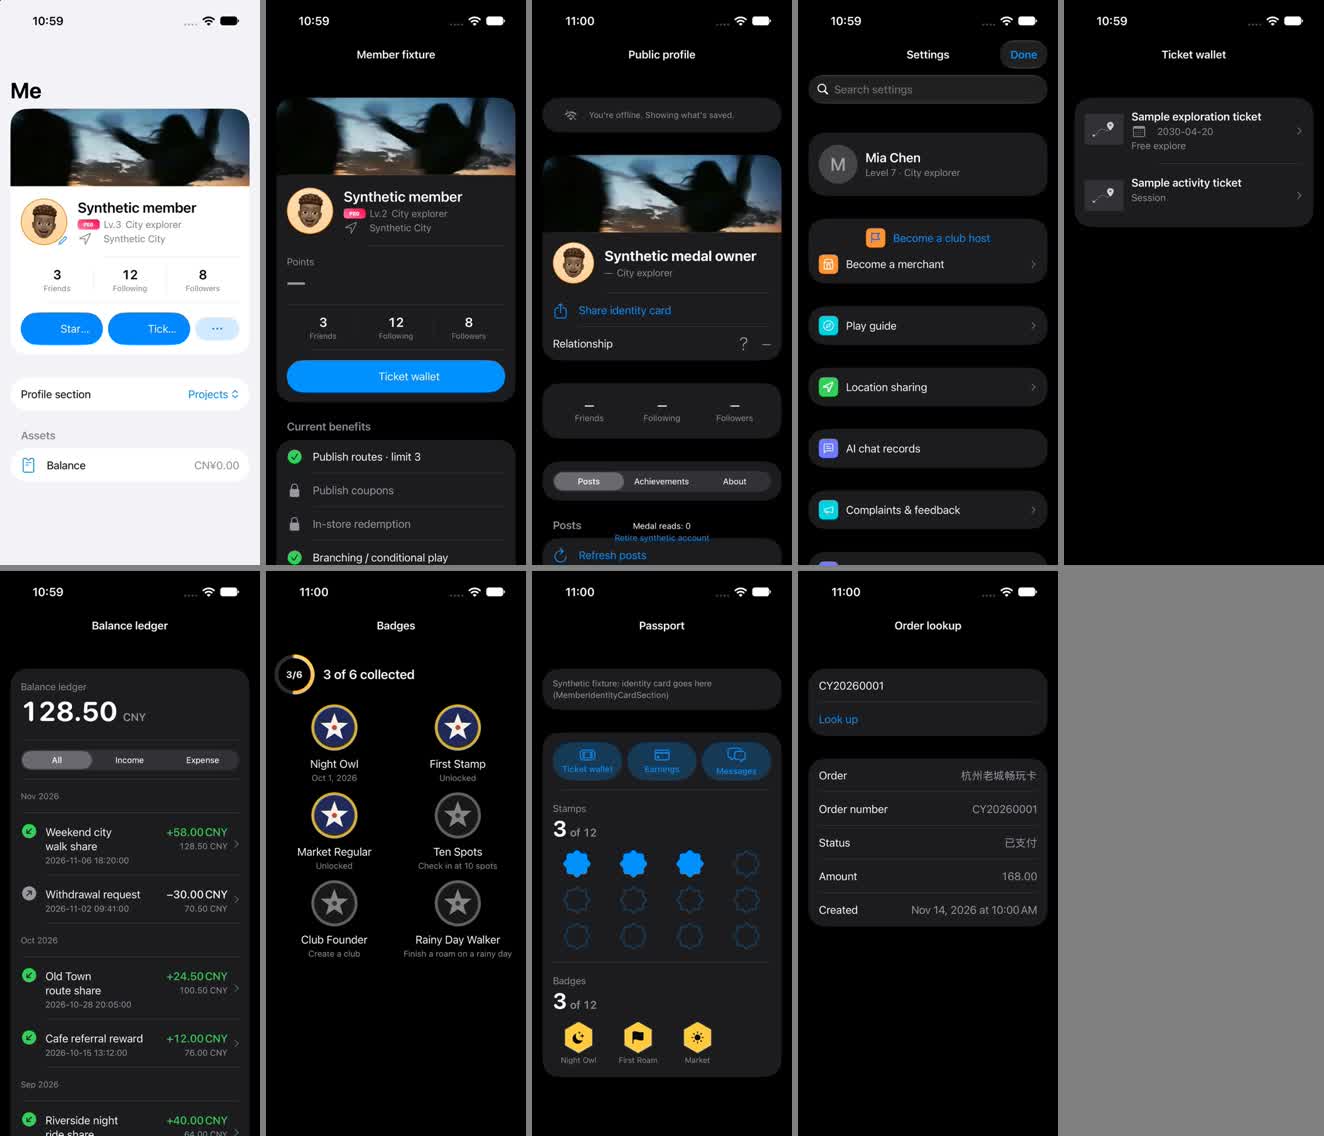 10:59
Me
Synthetic member
PRO Lv.3 City explorer
Synthetic City
3 12 8
Friends Following Followers
Star... Tick... ...
Profile section Projects
Assets
Balance CN¥0.00
10:59
Member fixture
Synthetic member
PRO Lv.2 City explorer
Synthetic City
Points
—
3 12 8
Friends Following Followers
Ticket wallet
Current benefits
Publish routes · limit 3
Publish coupons
In-store redemption
Branching / conditional play
11:00
Public profile
You're offline. Showing what's saved.
Synthetic medal owner
— City explorer
Share identity card
Relationship ? –
– – –
Friends Following Followers
Posts Achievements About
Posts
Medal reads: 0
Retire synthetic account
Refresh posts
10:59
Settings Done
Search settings
M
Mia Chen
Level 7 · City explorer
Become a club host
Become a merchant
Play guide
Location sharing
AI chat records
Complaints & feedback
10:59
Ticket wallet
Sample exploration ticket
2030-04-20
Free explore
Sample activity ticket
Session
10:59
Balance ledger
Balance ledger
128.50 CNY
All Income Expense
Nov 2026
Weekend city +58.00 CNY
walk share 128.50 CNY
2026-11-06 18:20:00
Withdrawal request −30.00 CNY
2026-11-02 09:41:00 70.50 CNY
Oct 2026
Old Town +24.50 CNY
route share 100.50 CNY
2026-10-28 20:05:00
Cafe referral reward +12.00 CNY
2026-10-15 13:12:00 76.00 CNY
Sep 2026
Riverside night +40.00 CNY
ride share 64.00 CNY
11:00
Badges
3/6 3 of 6 collected
Night Owl First Stamp
Oct 1, 2026 Unlocked
Market Regular Ten Spots
Unlocked Check in at 10 spots
Club Founder Rainy Day Walker
Create a club Finish a roam on a rainy day
11:00
Passport
Synthetic fixture: identity card goes here
(MemberIdentityCardSection)
Ticket wallet Earnings Messages
Stamps
3 of 12
Badges
3 of 12
Night Owl First Roam Market
11:00
Order lookup
CY20260001
Look up
Order 杭州老城畅玩卡
Order number CY20260001
Status 已支付
Amount 168.00
Created Nov 14, 2026 at 10:00 AM